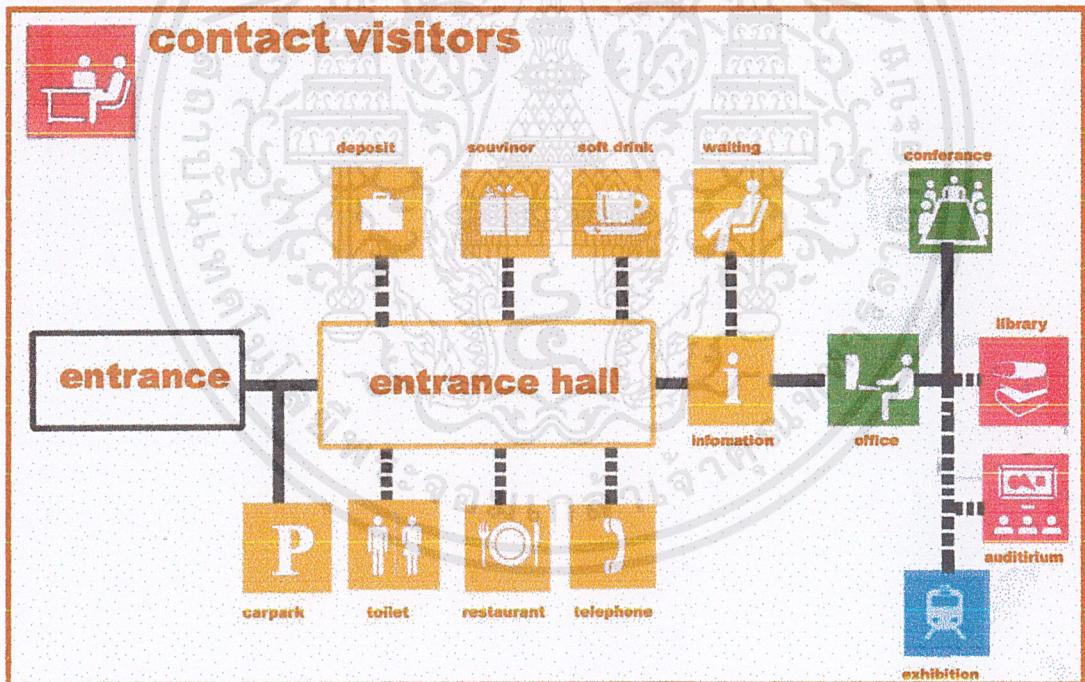 contact visitors
deposit
souvinor
soft drink
waiting
conferance
library
entrance
entrance hall
infomation
office
P
carpark
toilet
restaurant
telephone
auditirium
exhibition